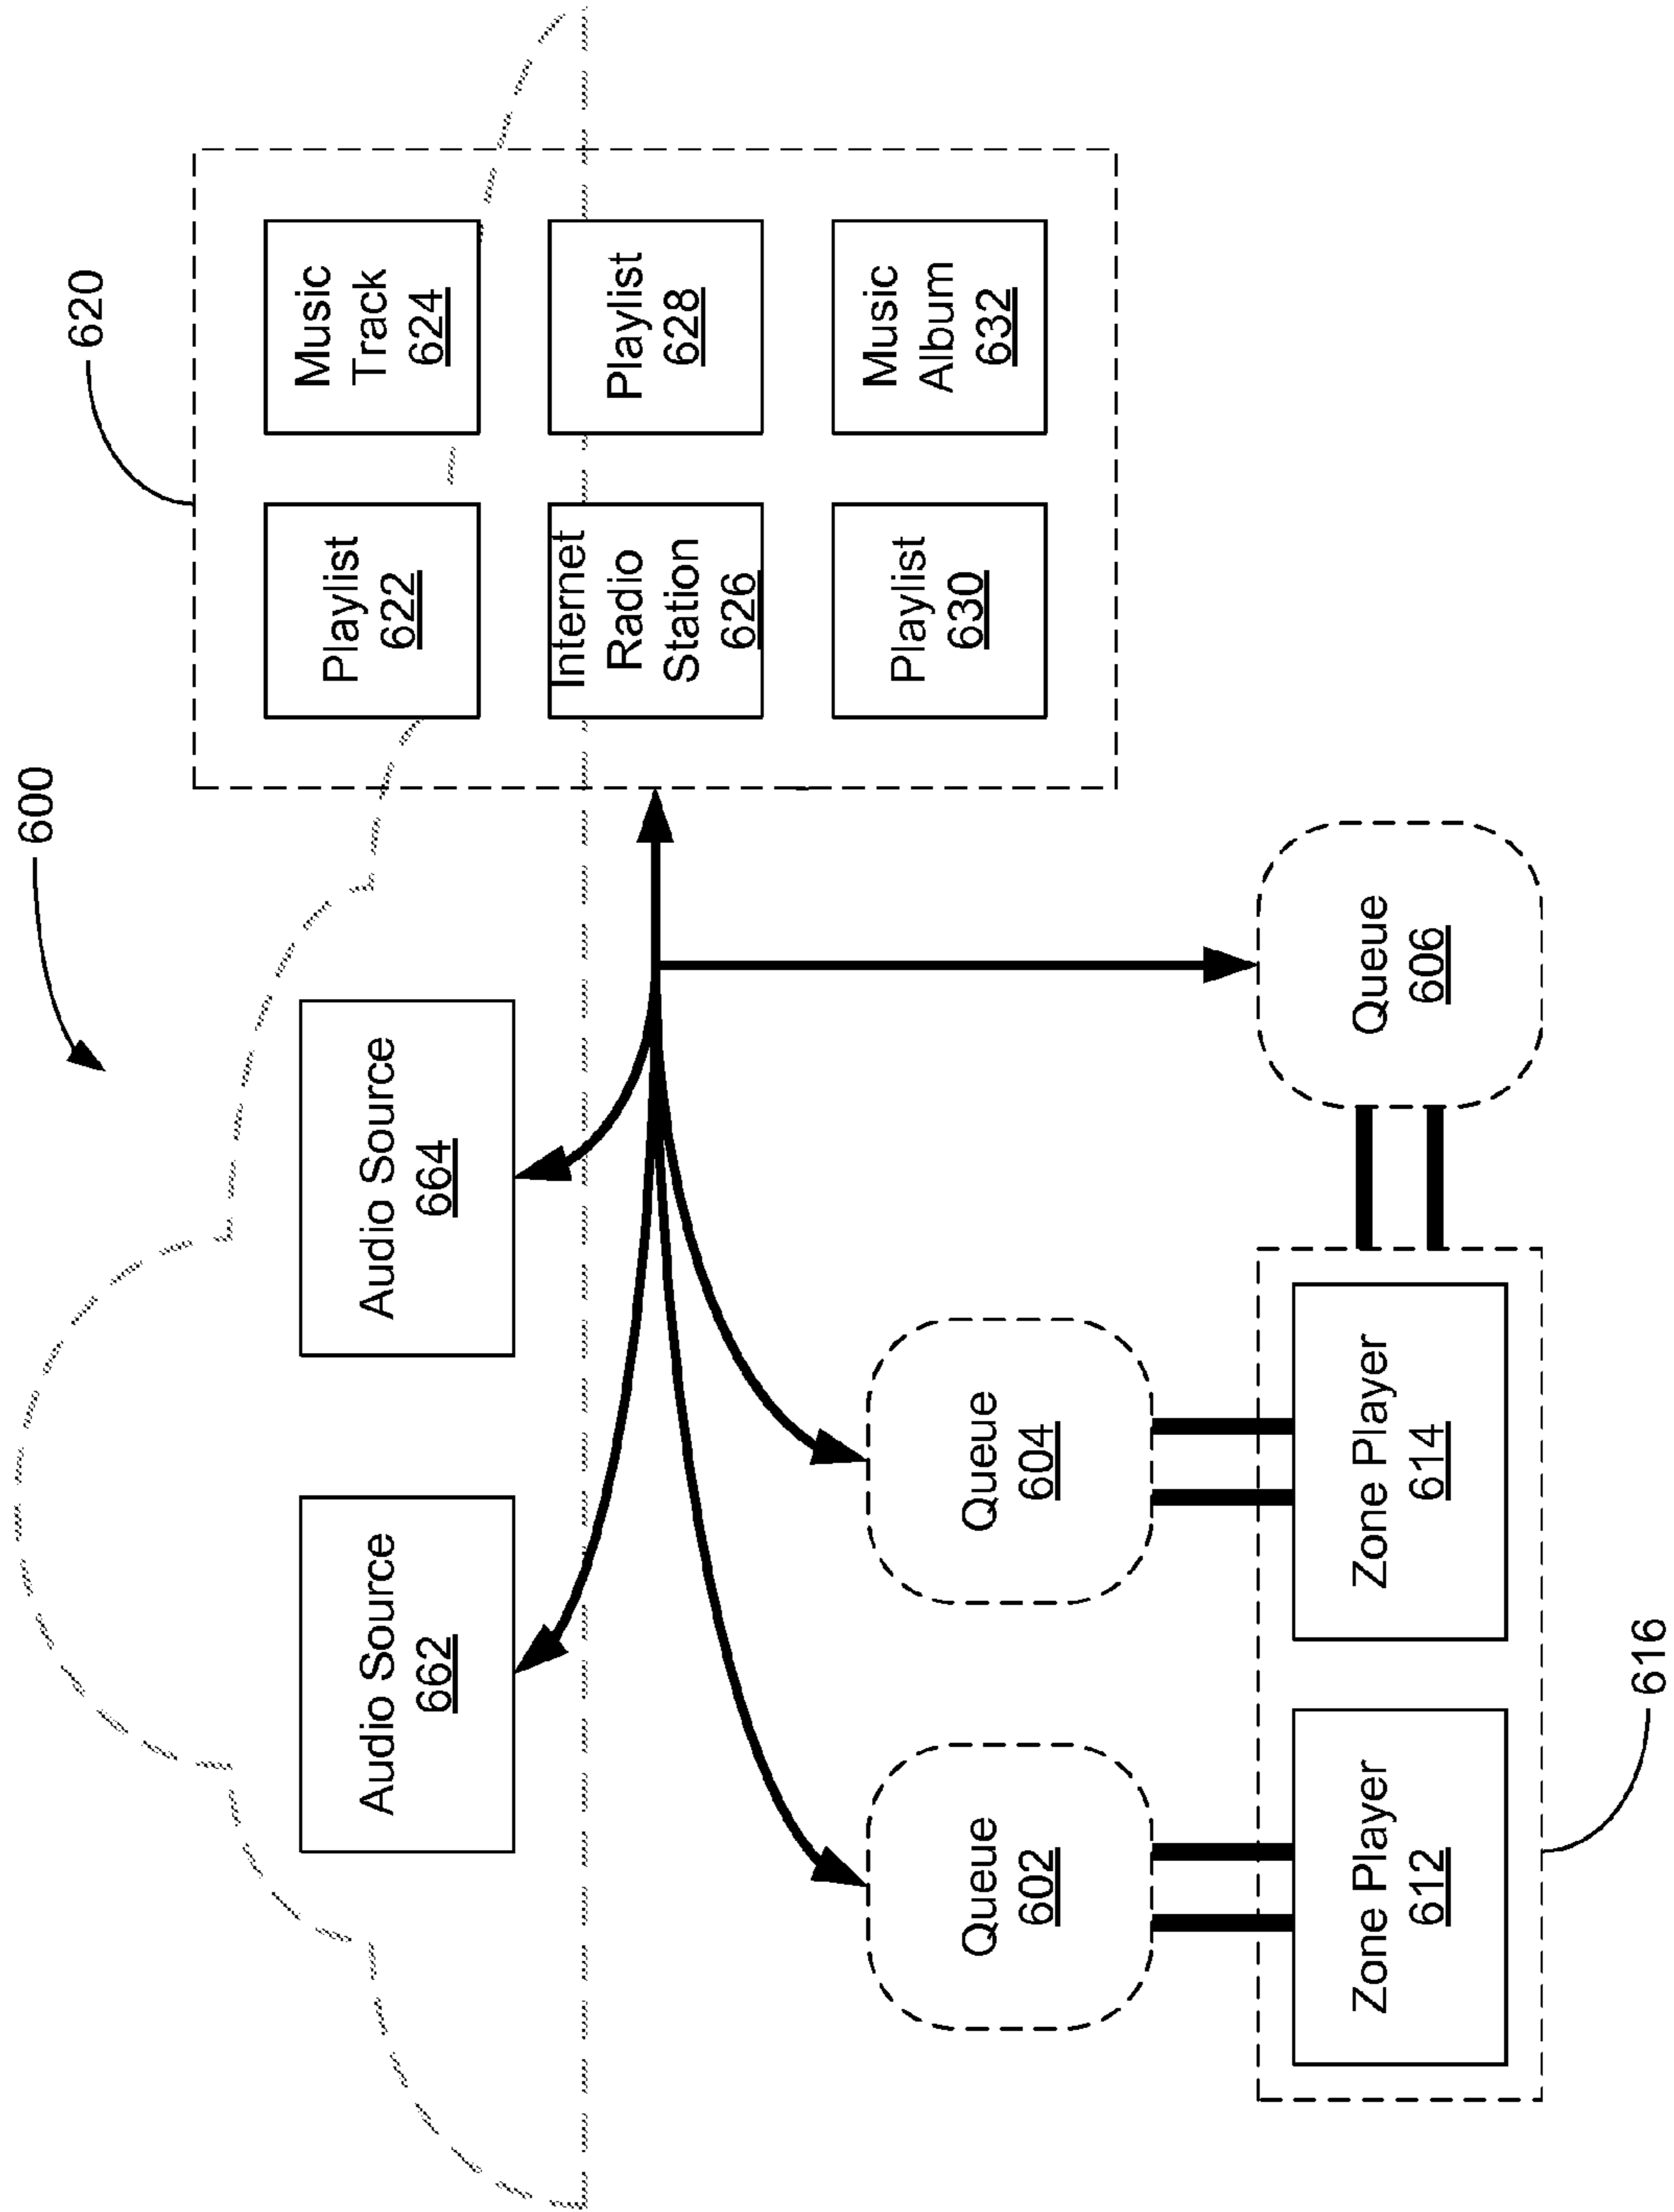 600
620
Audio Source
662
Audio Source
664
Playlist
622
Music
Track
624
Internet
Radio
Station
626
Playlist
628
Playlist
630
Music
Album
632
Queue
602
Queue
604
Queue
606
Zone Player
612
Zone Player
614
616